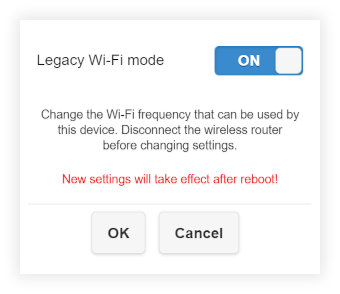 Legacy Wi-Fi mode ON
Change the Wi-Fi frequency that can be used by
this device. Disconnect the wireless router
before changing settings.
New settings will take effect after reboot!
OK Cancel